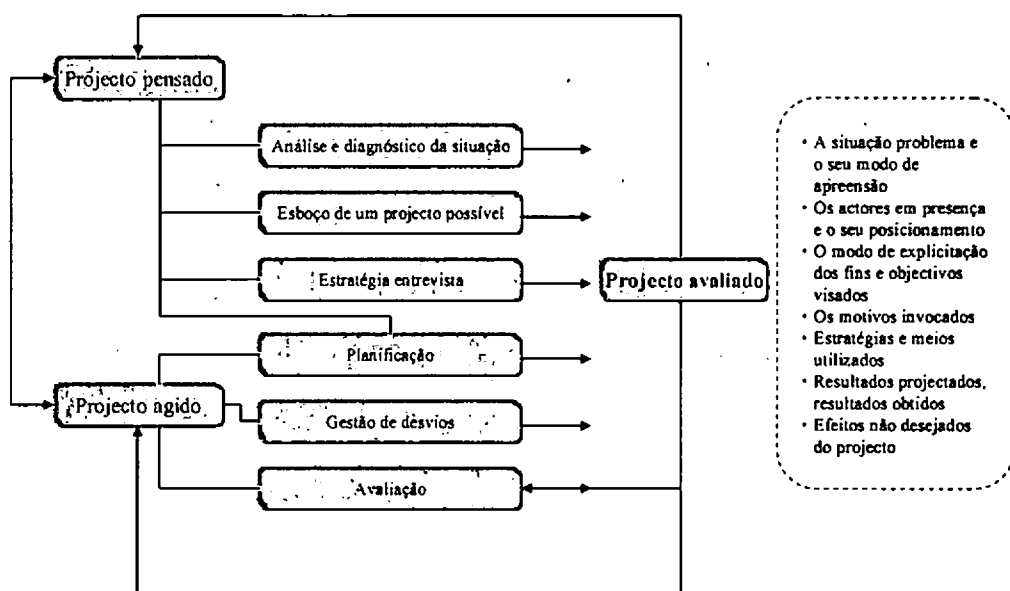 Projecto pensado
Análise e diagnóstico da situação
Esboço de um projecto possível
Estratégia entrevista
Projecto avaliado
Planificação
Projecto agido
Gestão de desvios
Avaliação
• A situação problema e
o seu modo de
apreensão
• Os actores em presença
e o seu posicionamento
• O modo de explicitação
dos fins e objectivos
visados
• Os motivos invocados
• Estratégias e meios
utilizados
• Resultados projectados,
resultados obtidos
• Efeitos não desejados
do projecto